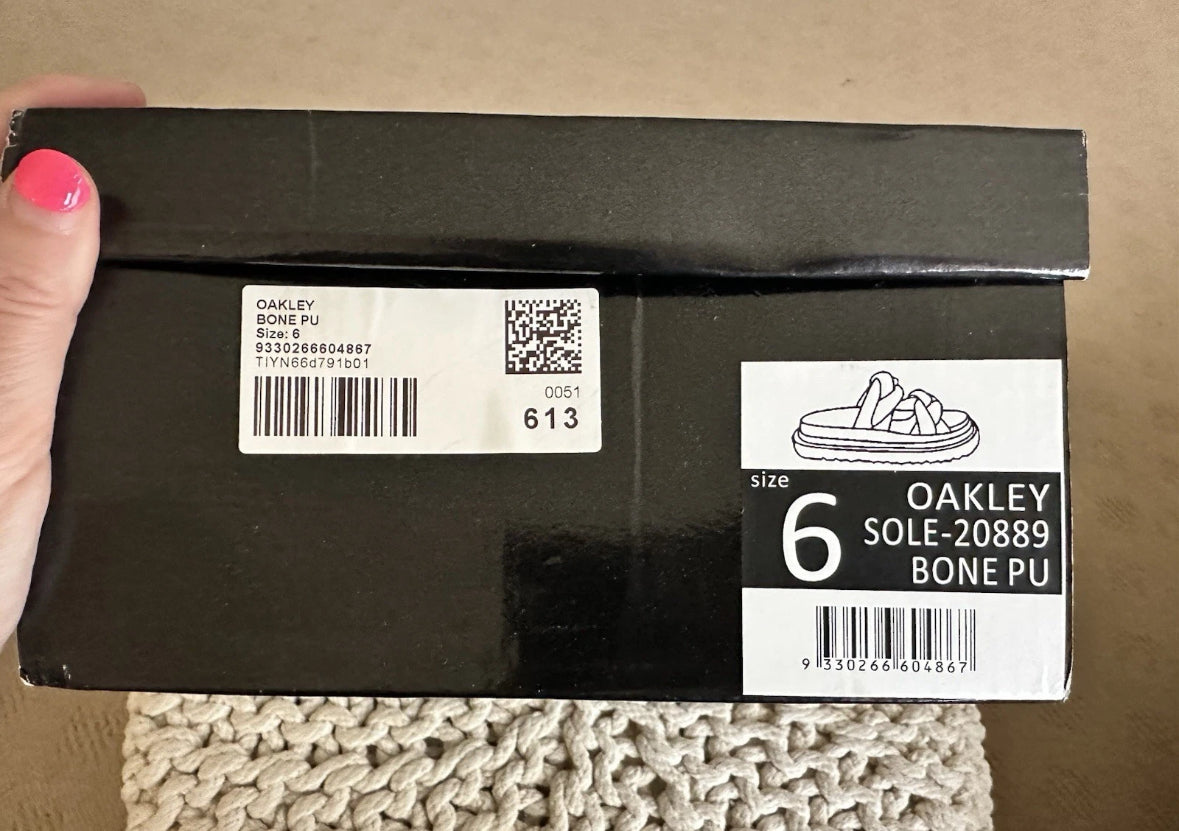 OAKLEY
BONE PU
Size: 6
9330266604867
TIYN66d791b01
0051
613
size
6
OAKLEY
SOLE-20889
BONE PU
9 330266 604867